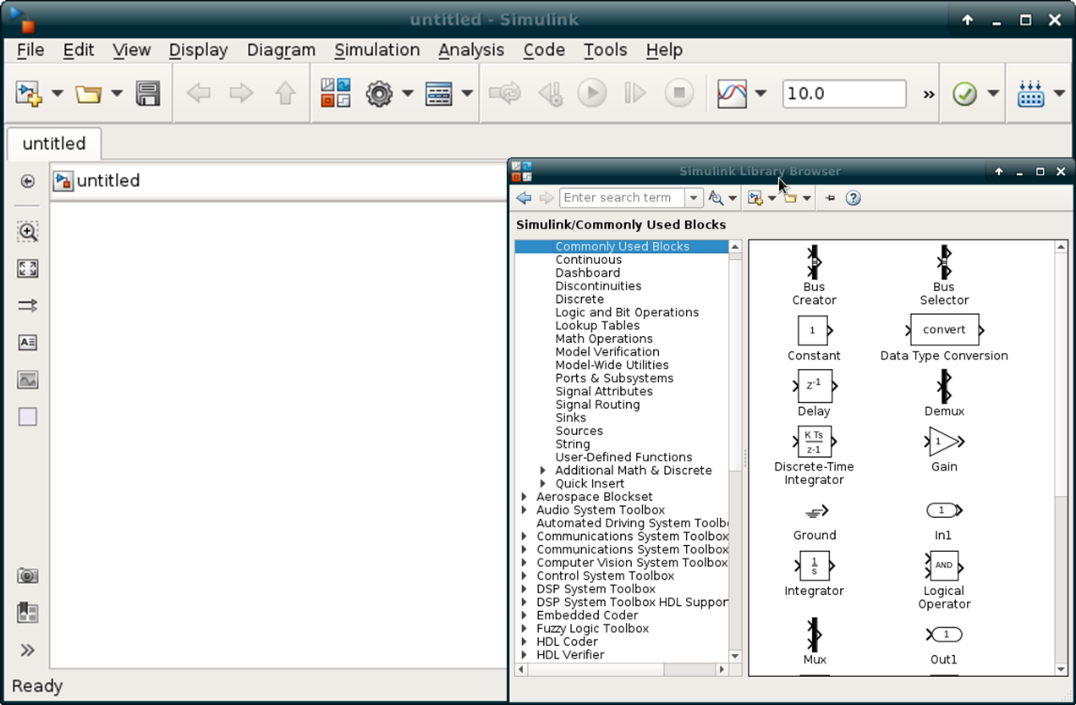 untitled - Simulink
File Edit View Display Diagram Simulation Analysis Code Tools Help
10.0 »
untitled
untitled
Simulink Library Browser
Enter search term
Simulink/Commonly Used Blocks
Commonly Used Blocks
Continuous
Dashboard
Discontinuities
Discrete
Logic and Bit Operations
Lookup Tables
Math Operations
Model Verification
Model-Wide Utilities
Ports & Subsystems
Signal Attributes
Signal Routing
Sinks
Sources
String
User-Defined Functions
Additional Math & Discrete
Quick Insert
Aerospace Blockset
Audio System Toolbox
Automated Driving System Toolb
Communications System Toolbox
Communications System Toolbox
Computer Vision System Toolbox
Control System Toolbox
DSP System Toolbox
DSP System Toolbox HDL Suppor
Embedded Coder
Fuzzy Logic Toolbox
HDL Coder
HDL Verifier
Bus
Creator
Bus
Selector
1
Constant
convert
Data Type Conversion
z-1
Delay
Demux
K Ts
z-1
Discrete-Time
Integrator
1
Gain
Ground
1
In1
1
s
Integrator
AND
Logical
Operator
Mux
1
Out1
Ready